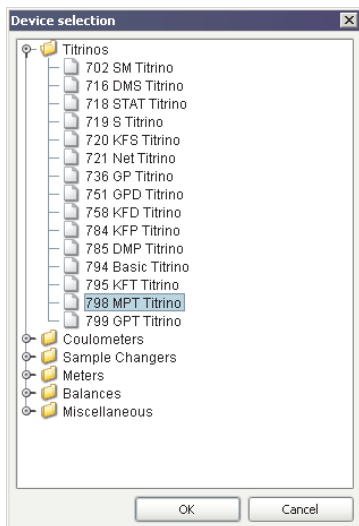 Device selection
Titrinos
702 SM Titrino
716 DMS Titrino
718 STAT Titrino
719 S Titrino
720 KFS Titrino
721 Net Titrino
736 GP Titrino
751 GPD Titrino
758 KFD Titrino
784 KFP Titrino
785 DMP Titrino
794 Basic Titrino
795 KFT Titrino
798 MPT Titrino
799 GPT Titrino
Coulometers
Sample Changers
Meters
Balances
Miscellaneous
OK Cancel